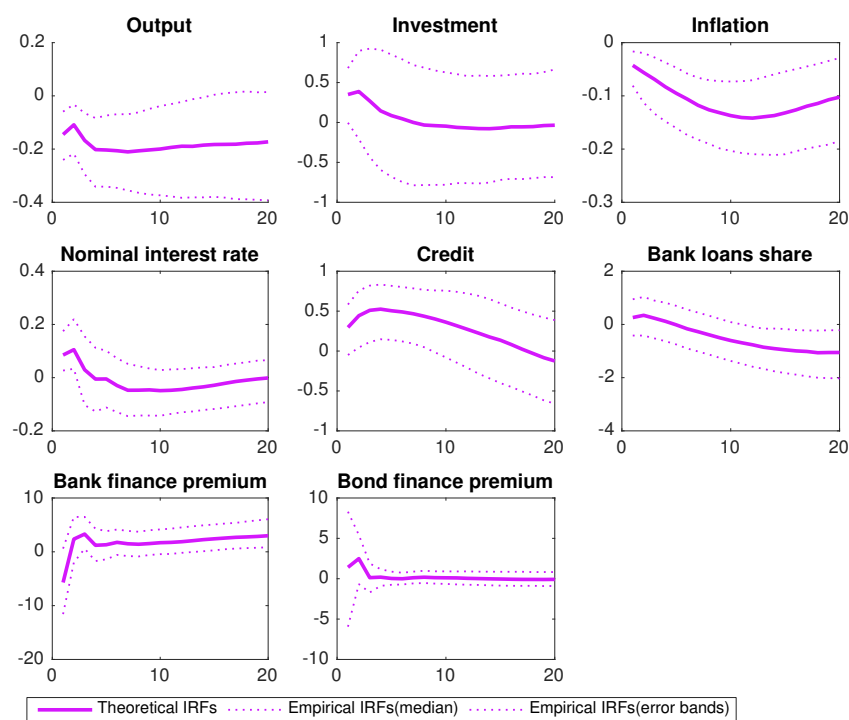 Output Investment Inflation
0.2 1 0
0 0.5 -0.1
0
-0.2 -0.5 -0.2
-0.4 -1 -0.3
0 10 20 0 10 20 0 10 20
Nominal interest rate Credit Bank loans share
0.4 1 2
0.2 0.5 0
0
0 -0.5 -2
-0.2 -1 -4
0 10 20 0 10 20 0 10 20
Bank finance premium Bond finance premium
10 10
0 5
0
-10 -5
-20 -10
0 10 20 0 10 20
Theoretical IRFs Empirical IRFs(median) Empirical IRFs(error bands)